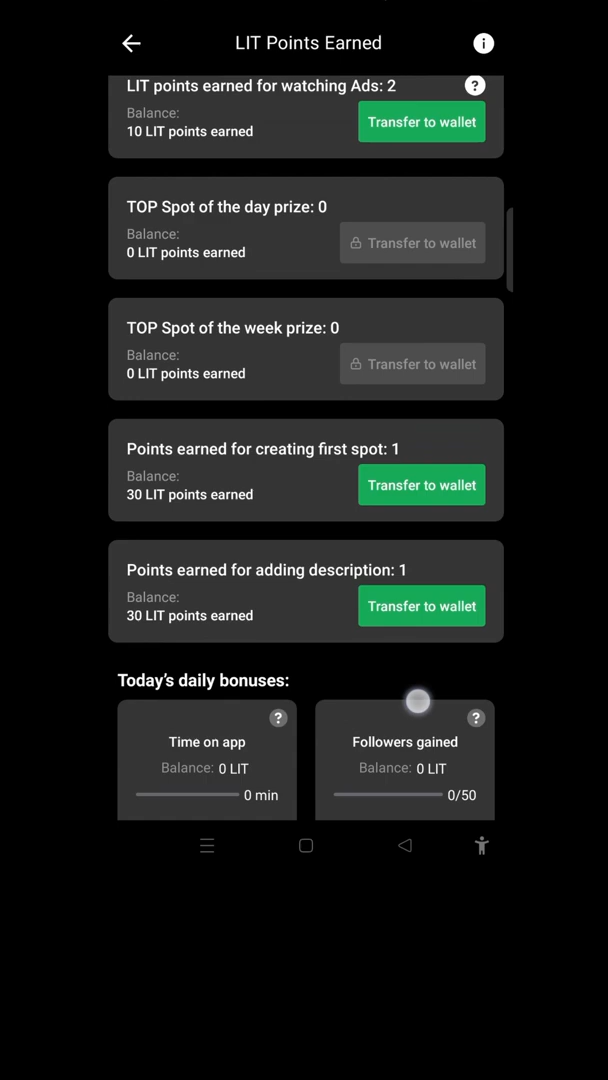 LIT Points Earned
LIT points earned for watching Ads: 2
Balance:
10 LIT points earned
Transfer to wallet
TOP Spot of the day prize: 0
Balance:
0 LIT points earned
Transfer to wallet
TOP Spot of the week prize: 0
Balance:
0 LIT points earned
Transfer to wallet
Points earned for creating first spot: 1
Balance:
30 LIT points earned
Transfer to wallet
Points earned for adding description: 1
Balance:
30 LIT points earned
Transfer to wallet
Today’s daily bonuses:
Time on app
Balance: 0 LIT
0 min
Followers gained
Balance: 0 LIT
0/50